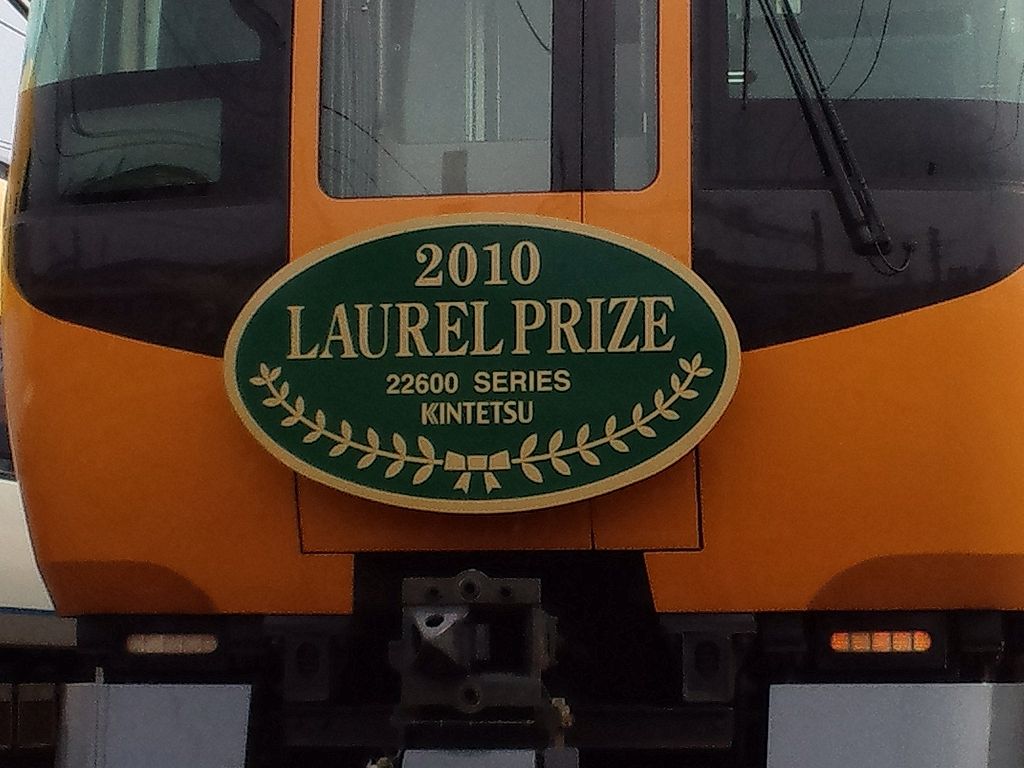 2010
LAUREL PRIZE
22600 SERIES
KINTETSU